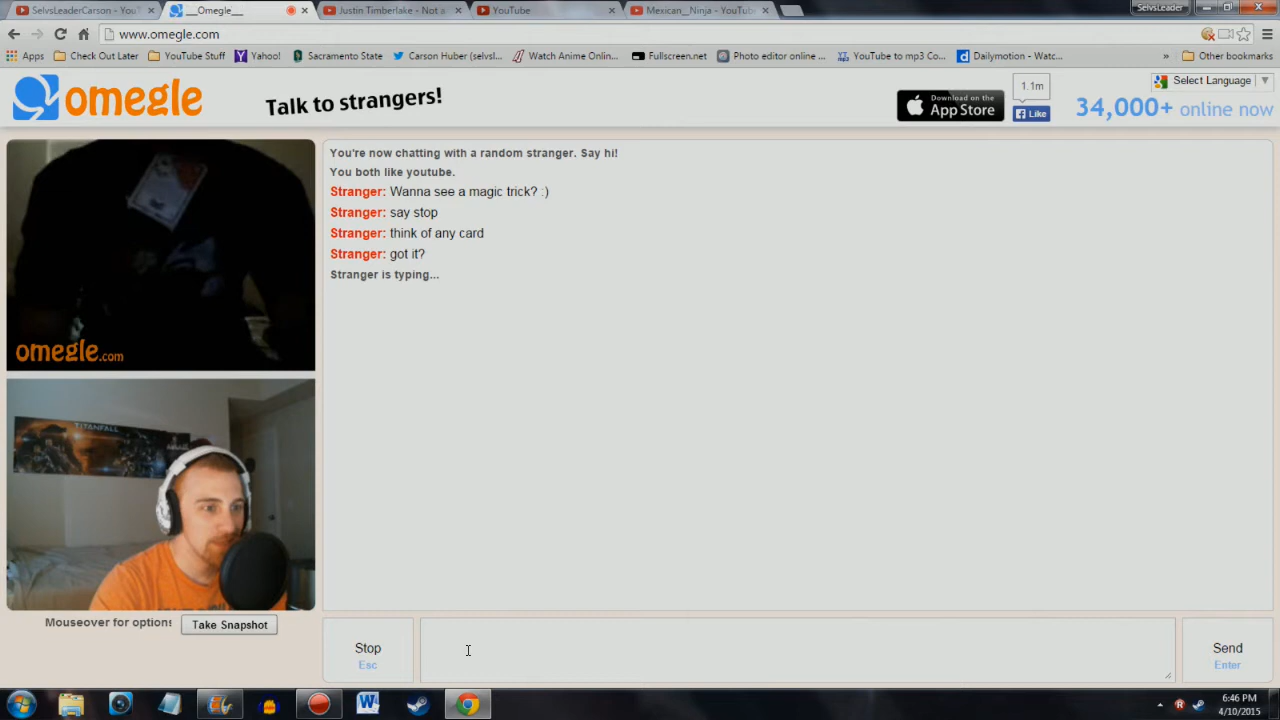 SelvsLeaderCarson - YouT
__Omegle__
Justin Timberlake - Not a
YouTube
Mexican__Ninja - YouTub
SelvsLeader
www.omegle.com
Apps
Check Out Later
YouTube Stuff
Yahoo!
Sacramento State
Carson Huber (selvsl...
Watch Anime Onlin...
Fullscreen.net
Photo editor online ...
YouTube to mp3 Co...
Dailymotion - Watc...
»
Other bookmarks
omegle
Talk to strangers!
Download on the
App Store
1.1m
Like
Select Language
34,000+ online now
omegle.com
TITANFALL
You're now chatting with a random stranger. Say hi!
You both like youtube.
Stranger: Wanna see a magic trick? :)
Stranger: say stop
Stranger: think of any card
Stranger: got it?
Stranger is typing...
Mouseover for options
Take Snapshot
Stop
Esc
Send
Enter
6:46 PM
4/10/2015